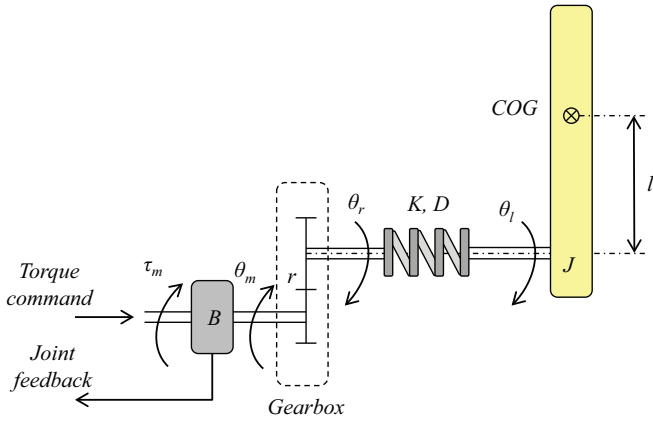 COG
l
θr
K, D
θl
J
Torque
command
τm
θm
r
B
Joint
feedback
Gearbox